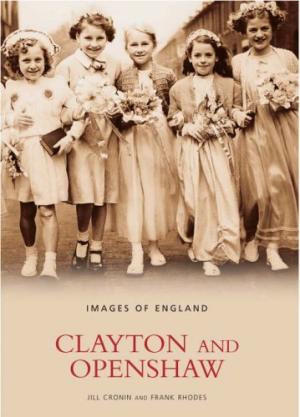 IMAGES OF ENGLAND
CLAYTON AND
OPENSHAW
JILL CRONIN AND FRANK RHODES